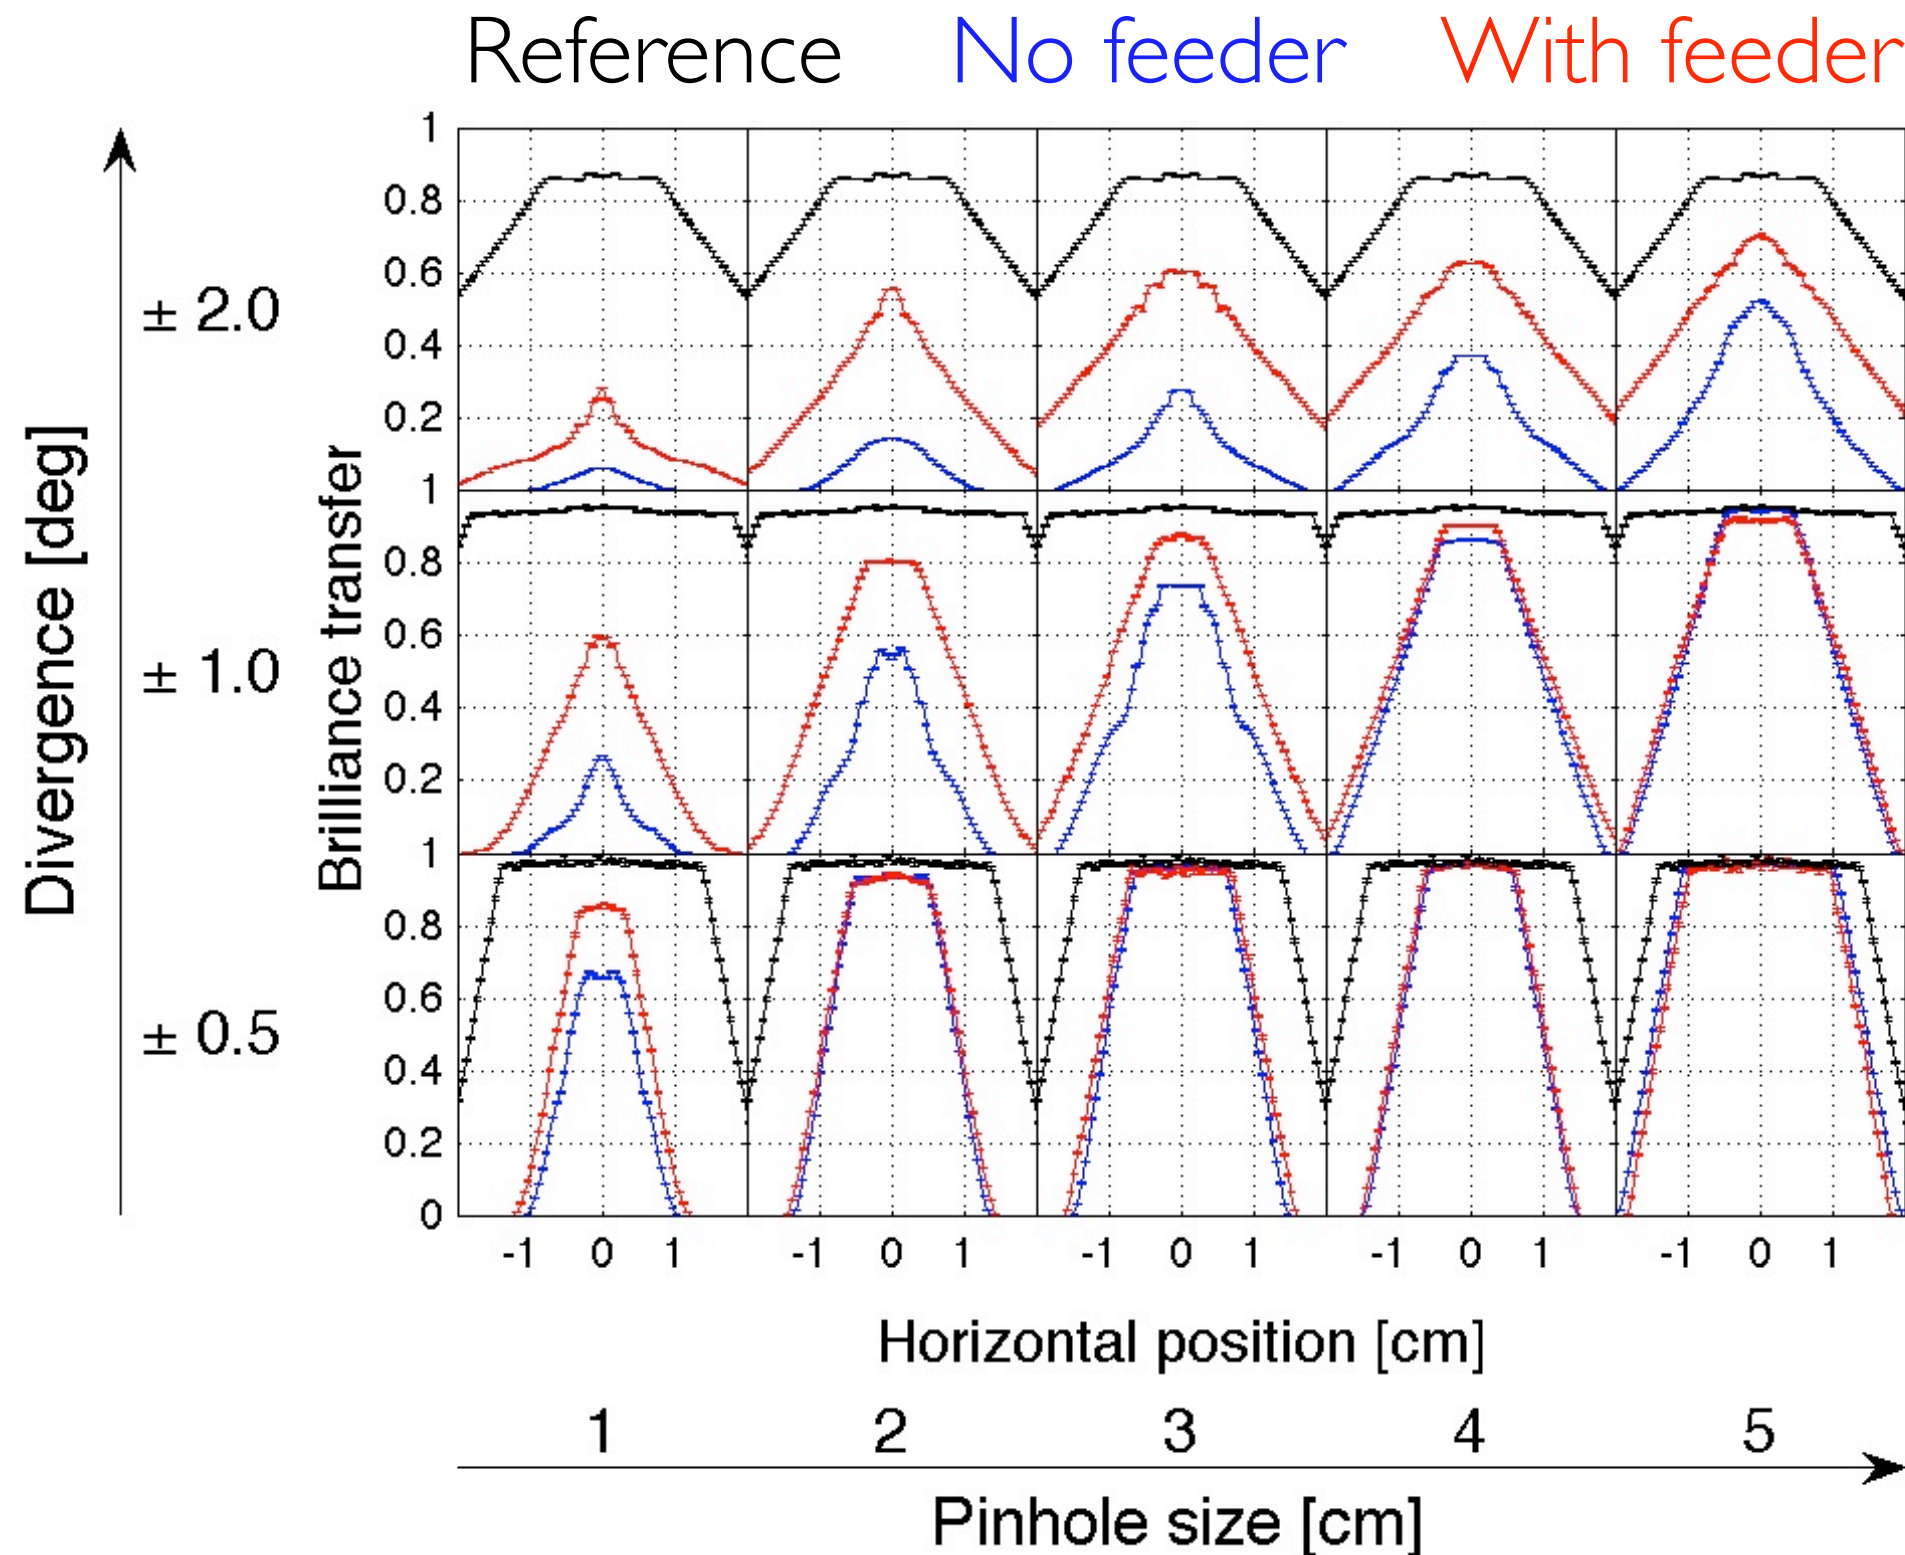 Reference No feeder With feeder
Divergence [deg]
± 2.0
± 1.0
± 0.5
Brilliance transfer
1
0.8
0.6
0.4
0.2
1
0.8
0.6
0.4
0.2
1
0.8
0.6
0.4
0.2
0
-1 0 1 -1 0 1 -1 0 1 -1 0 1 -1 0 1
Horizontal position [cm]
1 2 3 4 5
Pinhole size [cm]